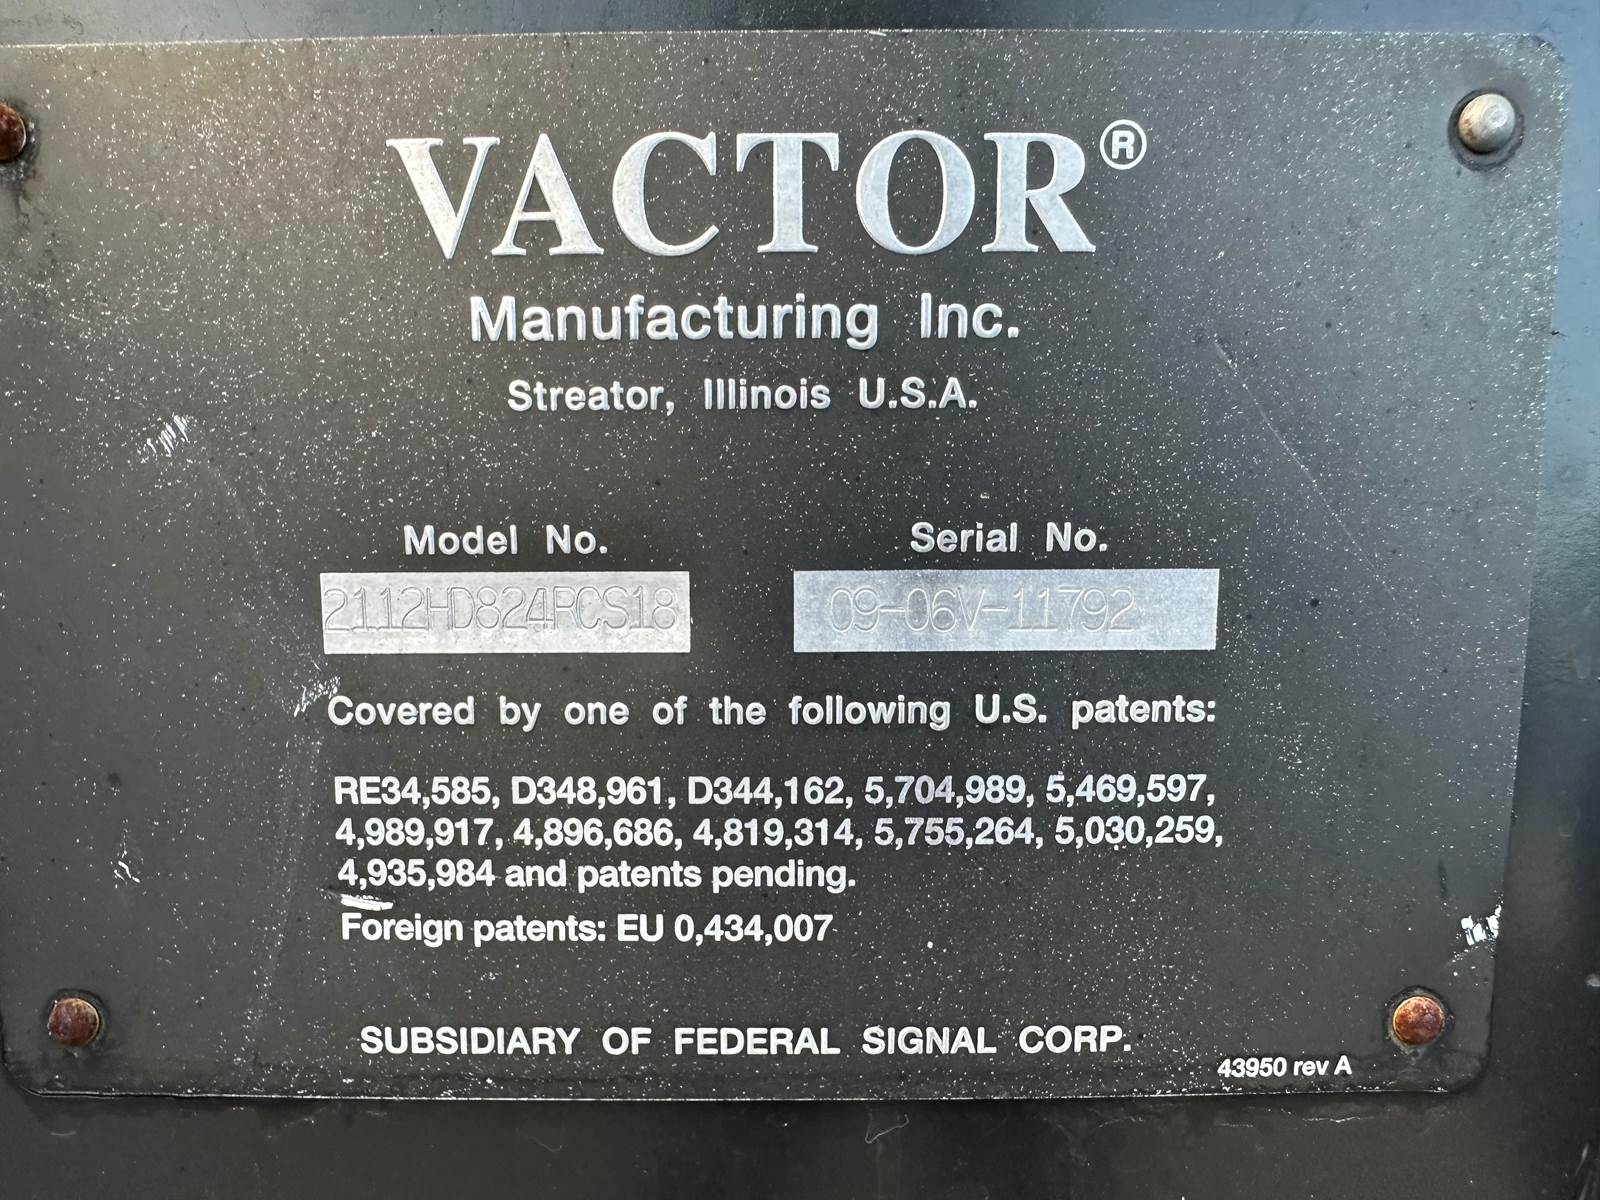 VACTOR®
Manufacturing Inc.
Streator, Illinois U.S.A.
Model No. Serial No.
2112HD824RCS18 09-06V-11792
Covered by one of the following U.S. patents:
RE34,585, D348,961, D344,162, 5,704,989, 5,469,597,
4,989,917, 4,896,686, 4,819,314, 5,755,264, 5,030,259,
4,935,984 and patents pending.
Foreign patents: EU 0,434,007
SUBSIDIARY OF FEDERAL SIGNAL CORP.
43950 rev A